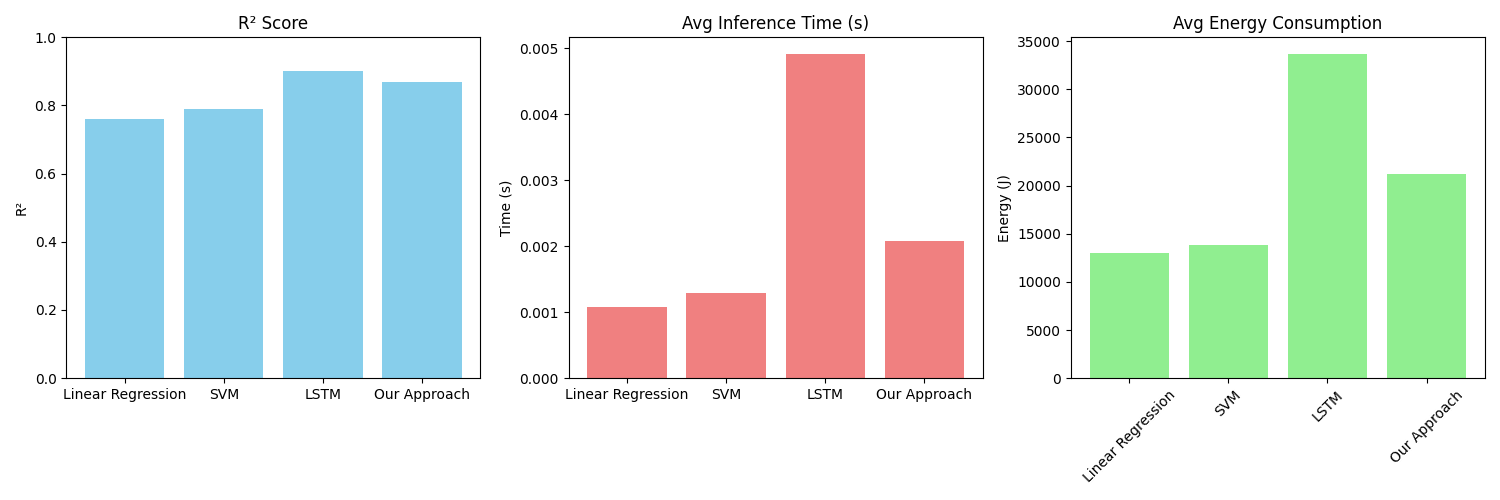 R² Score
R²
1.0
0.8
0.6
0.4
0.2
0.0
Linear Regression SVM LSTM Our Approach
Avg Inference Time (s)
Time (s)
0.005
0.004
0.003
0.002
0.001
0.000
Linear Regression SVM LSTM Our Approach
Avg Energy Consumption
Energy (J)
35000
30000
25000
20000
15000
10000
5000
0
Linear Regression
SVM
LSTM
Our Approach